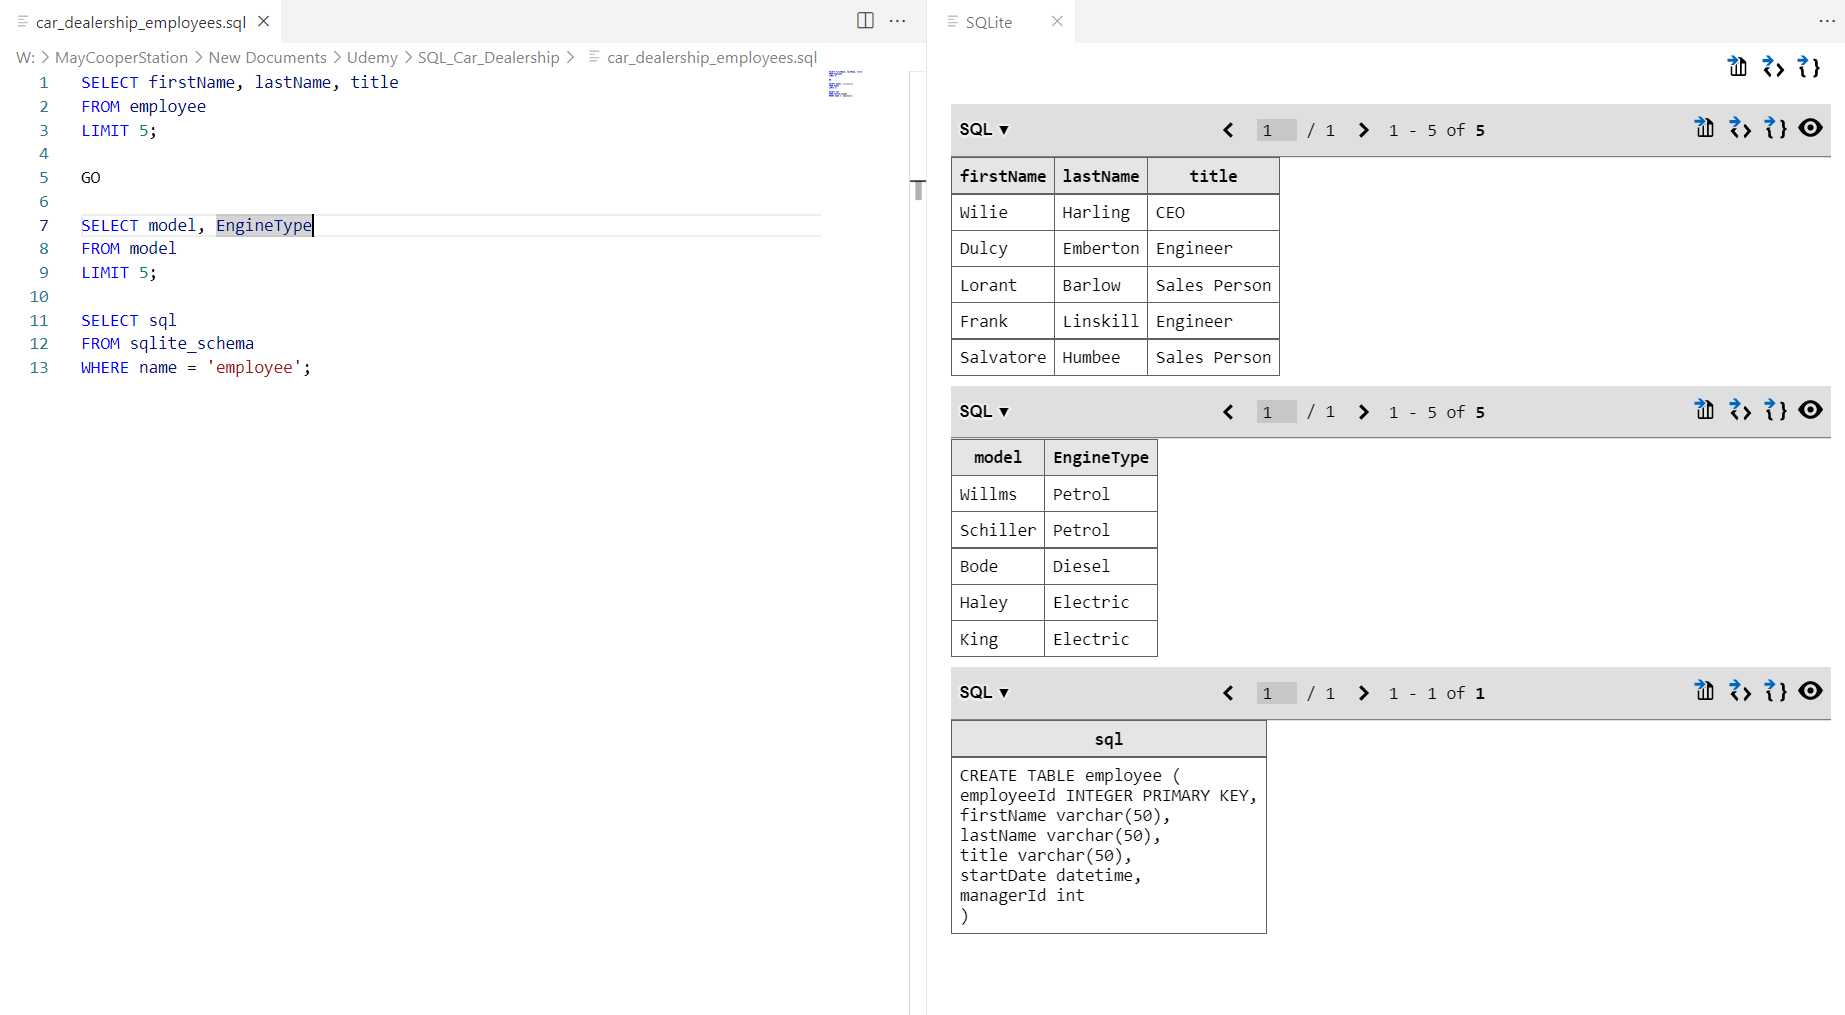 car_dealership_employees.sql
W: > MayCooperStation > New Documents > Udemy > SQL_Car_Dealership > car_dealership_employees.sql
1 SELECT firstName, lastName, title
2 FROM employee
3 LIMIT 5;
4
5 GO
6
7 SELECT model, EngineType
8 FROM model
9 LIMIT 5;
10
11 SELECT sql
12 FROM sqlite_schema
13 WHERE name = 'employee';
SQLite
SQL ▼ 1 / 1 1 - 5 of 5
firstName lastName title
Wilie Harling CEO
Dulcy Emberton Engineer
Lorant Barlow Sales Person
Frank Linskill Engineer
Salvatore Humbee Sales Person
SQL ▼ 1 / 1 1 - 5 of 5
model EngineType
Willms Petrol
Schiller Petrol
Bode Diesel
Haley Electric
King Electric
SQL ▼ 1 / 1 1 - 1 of 1
sql
CREATE TABLE employee (
employeeId INTEGER PRIMARY KEY,
firstName varchar(50),
lastName varchar(50),
title varchar(50),
startDate datetime,
managerId int
)